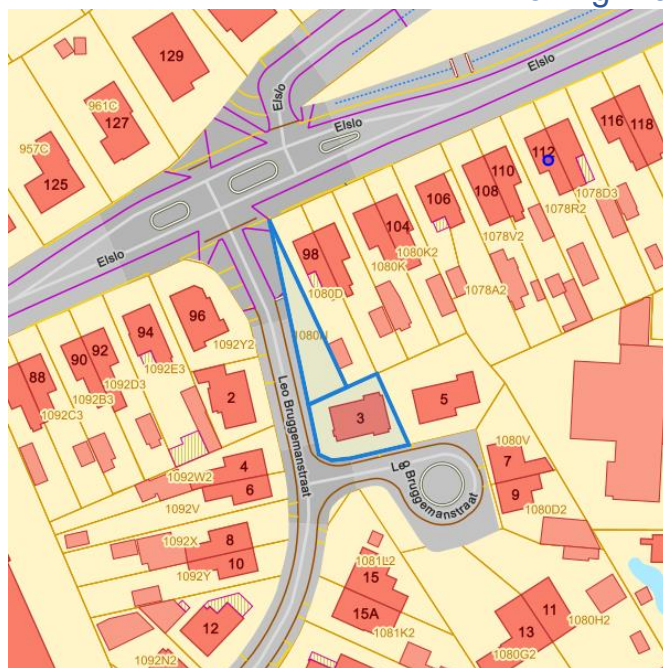 129
961C
127
957C
125
Elslo
Elslo
Elslo
Elslo
112
116
118
110
108
106
104
98
1078D3
1078R2
1078V2
1080K2
1080K
1078A2
1080D
96
94
1092Y2
92
90
88
1092E3
1092D3
1092B3
1092C3
2
Leo Bruggemanstraat
3
5
Leo Bruggemanstraat
1080V
7
9
1080D2
1092W2
4
6
1092V
8
1092X
10
1092Y
12
1092N2
1081L2
15
15A
1081K2
11
13
1080H2
1080G2